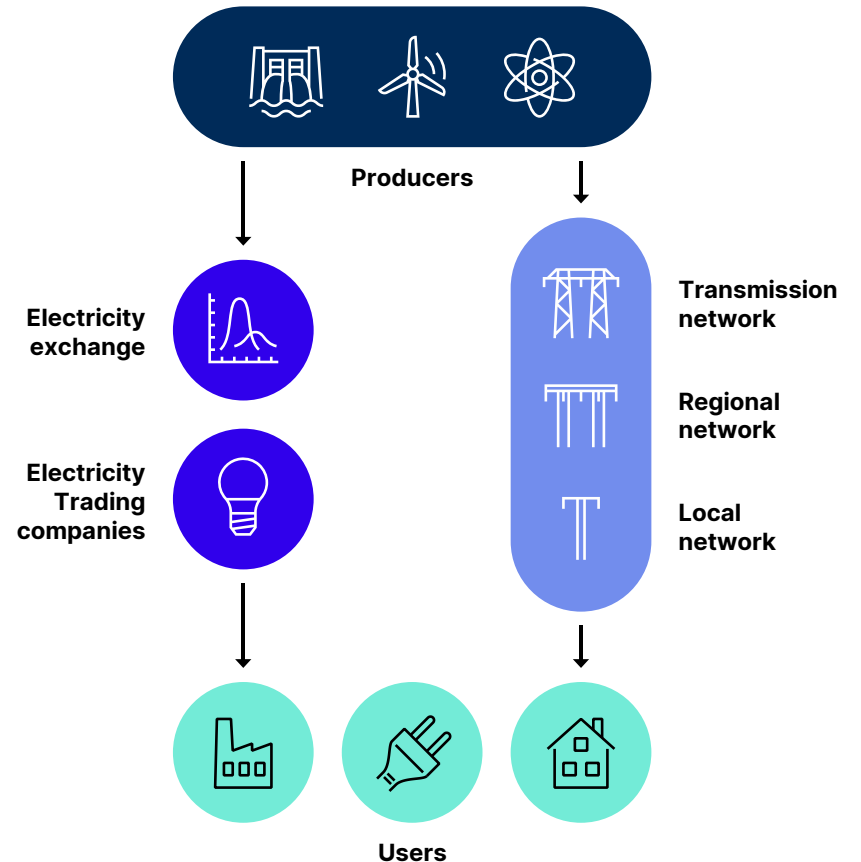 Producers
Electricity
exchange
Transmission
network
Regional
network
Electricity
Trading
companies
Local
network
Users